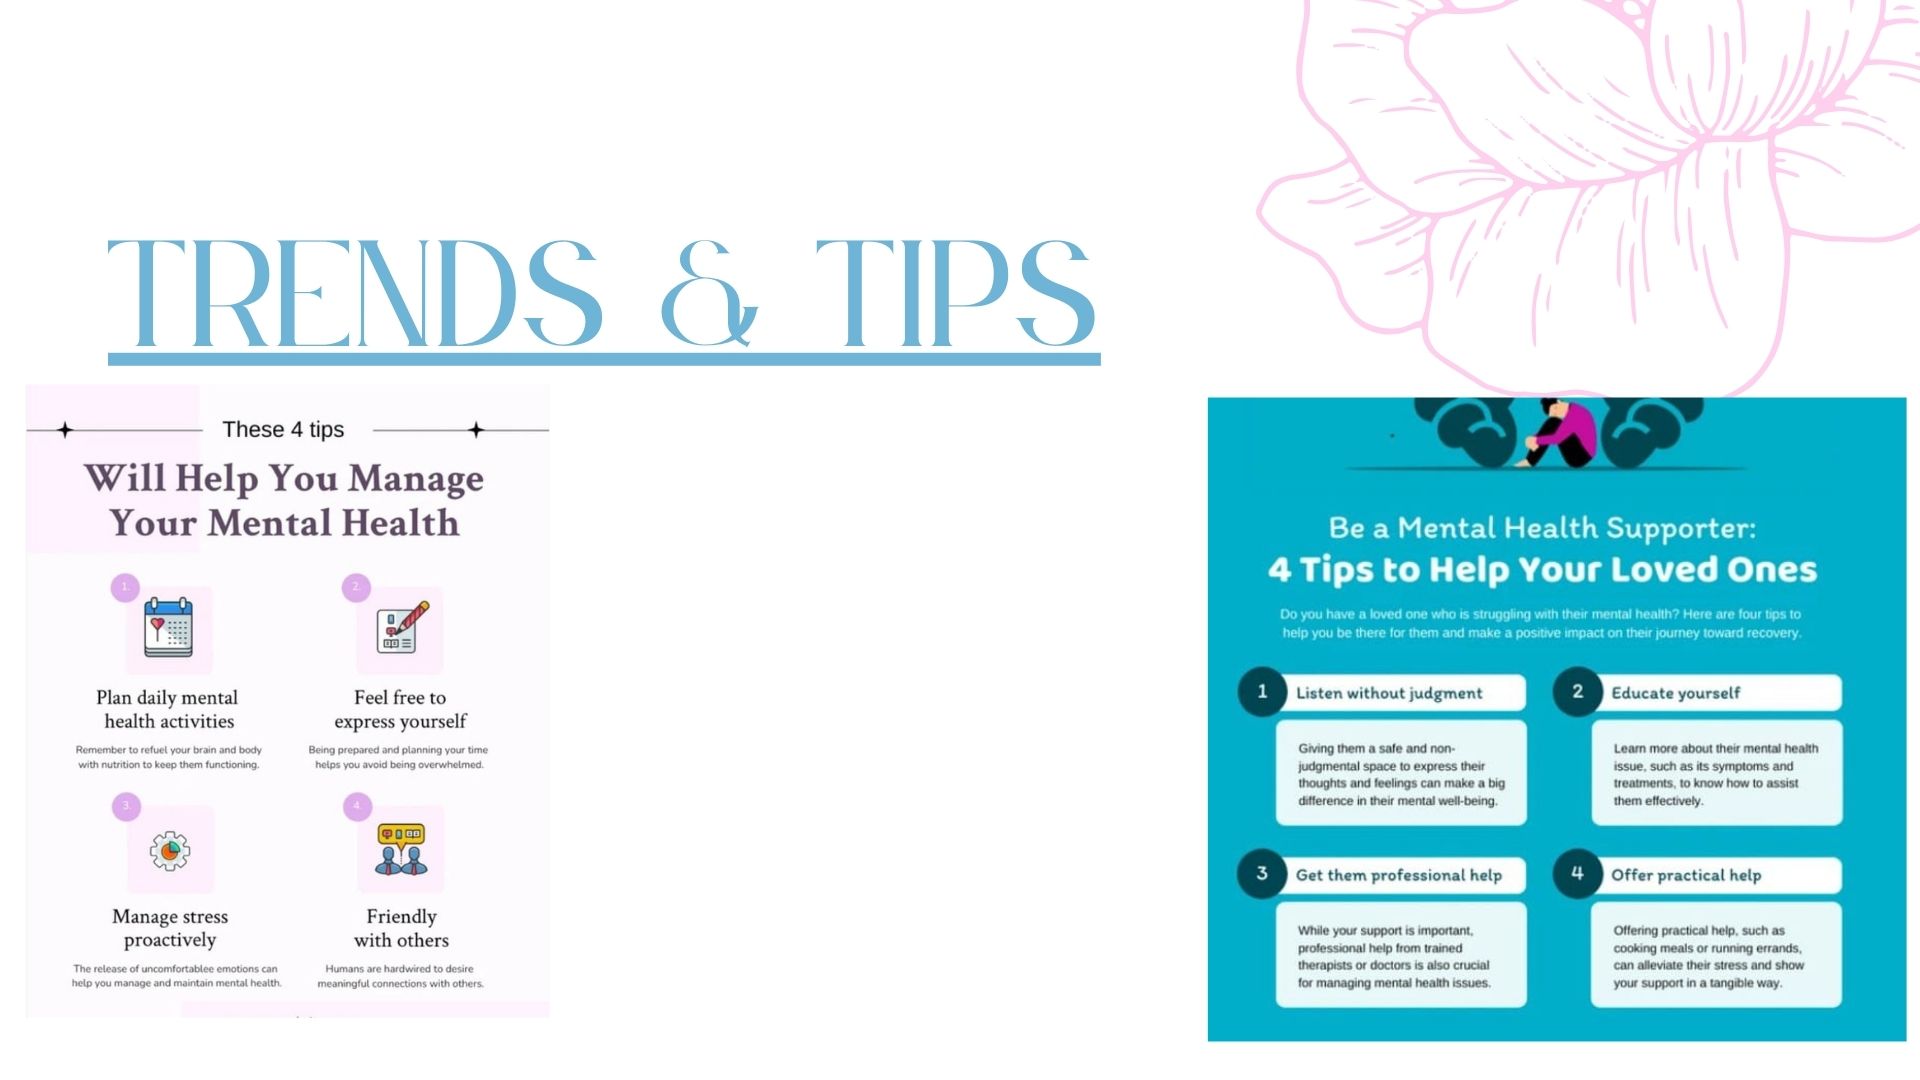 TRENDS & TIPS
These 4 tips
Will Help You Manage
Your Mental Health
1.
Plan daily mental
health activities
Remember to refuel your brain and body
with nutrition to keep them functioning.
2.
Feel free to
express yourself
Being prepared and planning your time
helps you avoid being overwhelmed.
3.
Manage stress
proactively
The release of uncomfortablee emotions can
help you manage and maintain mental health.
4.
Friendly
with others
Humans are hardwired to desire
meaningful connections with others.
Be a Mental Health Supporter:
4 Tips to Help Your Loved Ones
Do you have a loved one who is struggling with their mental health? Here are four tips to
help you be there for them and make a positive impact on their journey toward recovery.
1 Listen without judgment
Giving them a safe and non-
judgmental space to express their
thoughts and feelings can make a big
difference in their mental well-being.
2 Educate yourself
Learn more about their mental health
issue, such as its symptoms and
treatments, to know how to assist
them effectively.
3 Get them professional help
While your support is important,
professional help from trained
therapists or doctors is also crucial
for managing mental health issues.
4 Offer practical help
Offering practical help, such as
cooking meals or running errands,
can alleviate their stress and show
your support in a tangible way.